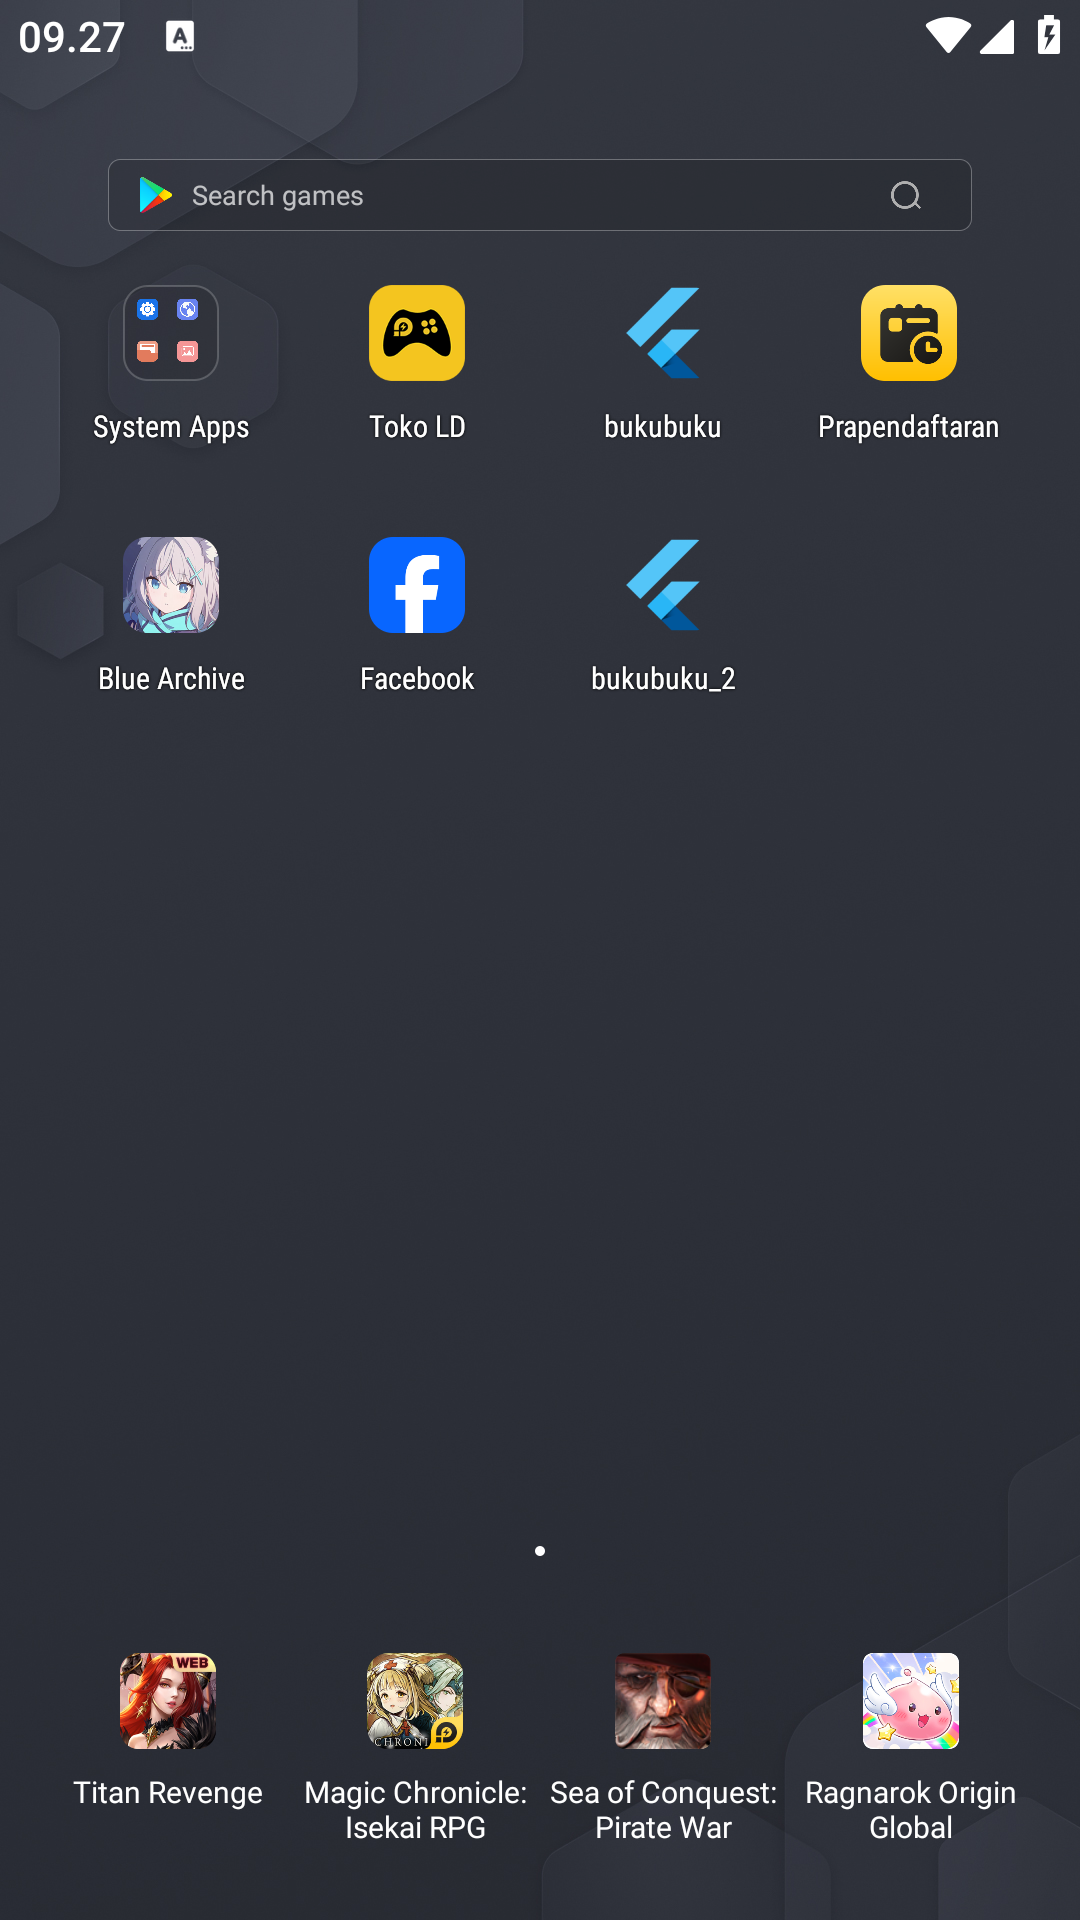 09.27
A
Search games
System Apps
Toko LD
bukubuku
Prapendaftaran
Blue Archive
Facebook
bukubuku_2
WEB
CHRONI
Titan Revenge
Magic Chronicle:
Isekai RPG
Sea of Conquest:
Pirate War
Ragnarok Origin
Global